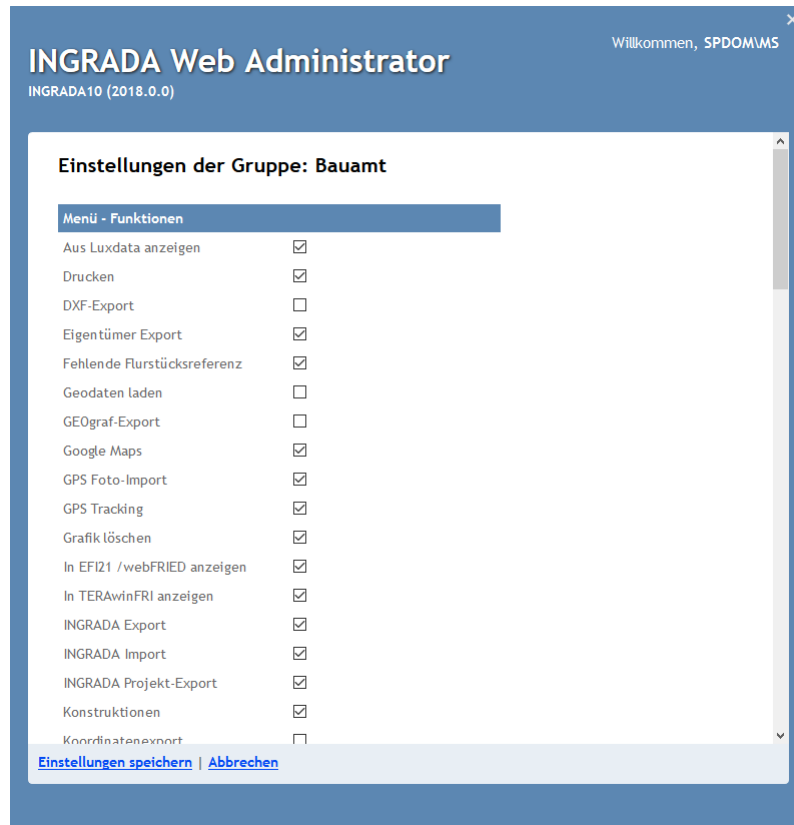 Willkommen, SPDOM\MS
INGRADA Web Administrator
INGRADA10 (2018.0.0)
Einstellungen der Gruppe: Bauamt
Menü - Funktionen
Aus Luxdata anzeigen
Drucken
DXF-Export
Eigentümer Export
Fehlende Flurstücksreferenz
Geodaten laden
GEOgraf-Export
Google Maps
GPS Foto-Import
GPS Tracking
Grafik löschen
In EFI21 /webFRIED anzeigen
In TERAwinFRI anzeigen
INGRADA Export
INGRADA Import
INGRADA Projekt-Export
Konstruktionen
Koordinatenexport
Einstellungen speichern | Abbrechen